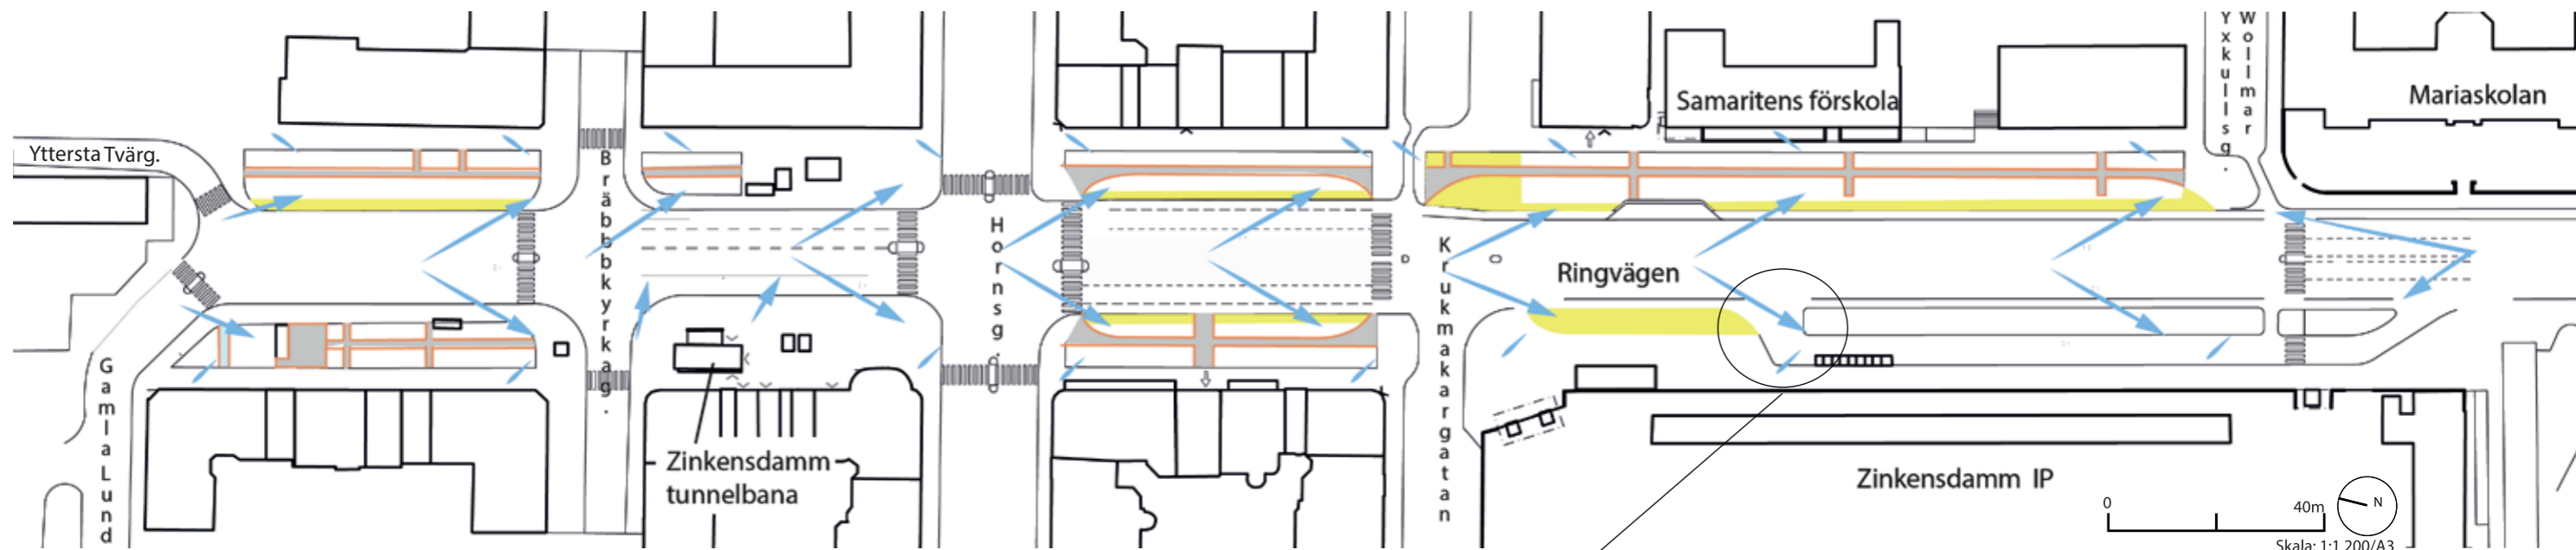 Yttersta Tvärg.
Gamla Lund
Bräbbbkyrkag.
Zinkensdamm
tunnelbana
Hornsg.
Krukmakargatan
Ringvägen
Samaritens förskola
Wollmar
Yxkullsg.
Mariaskolan
Zinkensdamm IP
0
40m
N
Skala: 1:1 200/A3